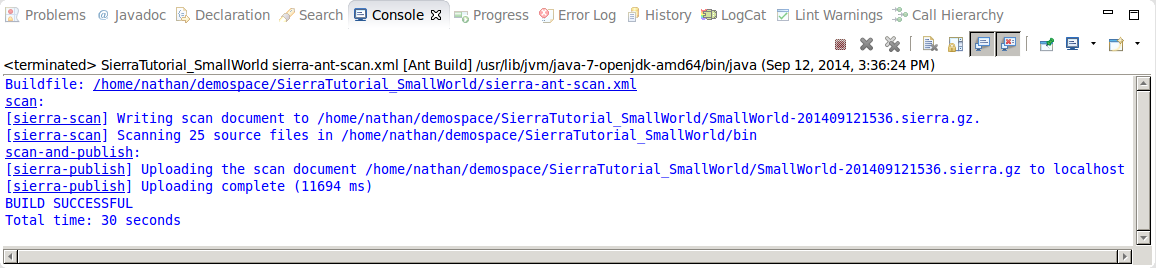 Problems @ Javadoc Declaration Search Console Progress Error Log History LogCat Lint Warnings Call Hierarchy
<terminated> SierraTutorial_SmallWorld sierra-ant-scan.xml [Ant Build] /usr/lib/jvm/java-7-openjdk-amd64/bin/java (Sep 12, 2014, 3:36:24 PM)
Buildfile: /home/nathan/demospace/SierraTutorial_SmallWorld/sierra-ant-scan.xml
scan:
[sierra-scan] Writing scan document to /home/nathan/demospace/SierraTutorial_SmallWorld/SmallWorld-201409121536.sierra.gz.
[sierra-scan] Scanning 25 source files in /home/nathan/demospace/SierraTutorial_SmallWorld/bin
scan-and-publish:
[sierra-publish] Uploading the scan document /home/nathan/demospace/SierraTutorial_SmallWorld/SmallWorld-201409121536.sierra.gz to localhost
[sierra-publish] Uploading complete (11694 ms)
BUILD SUCCESSFUL
Total time: 30 seconds